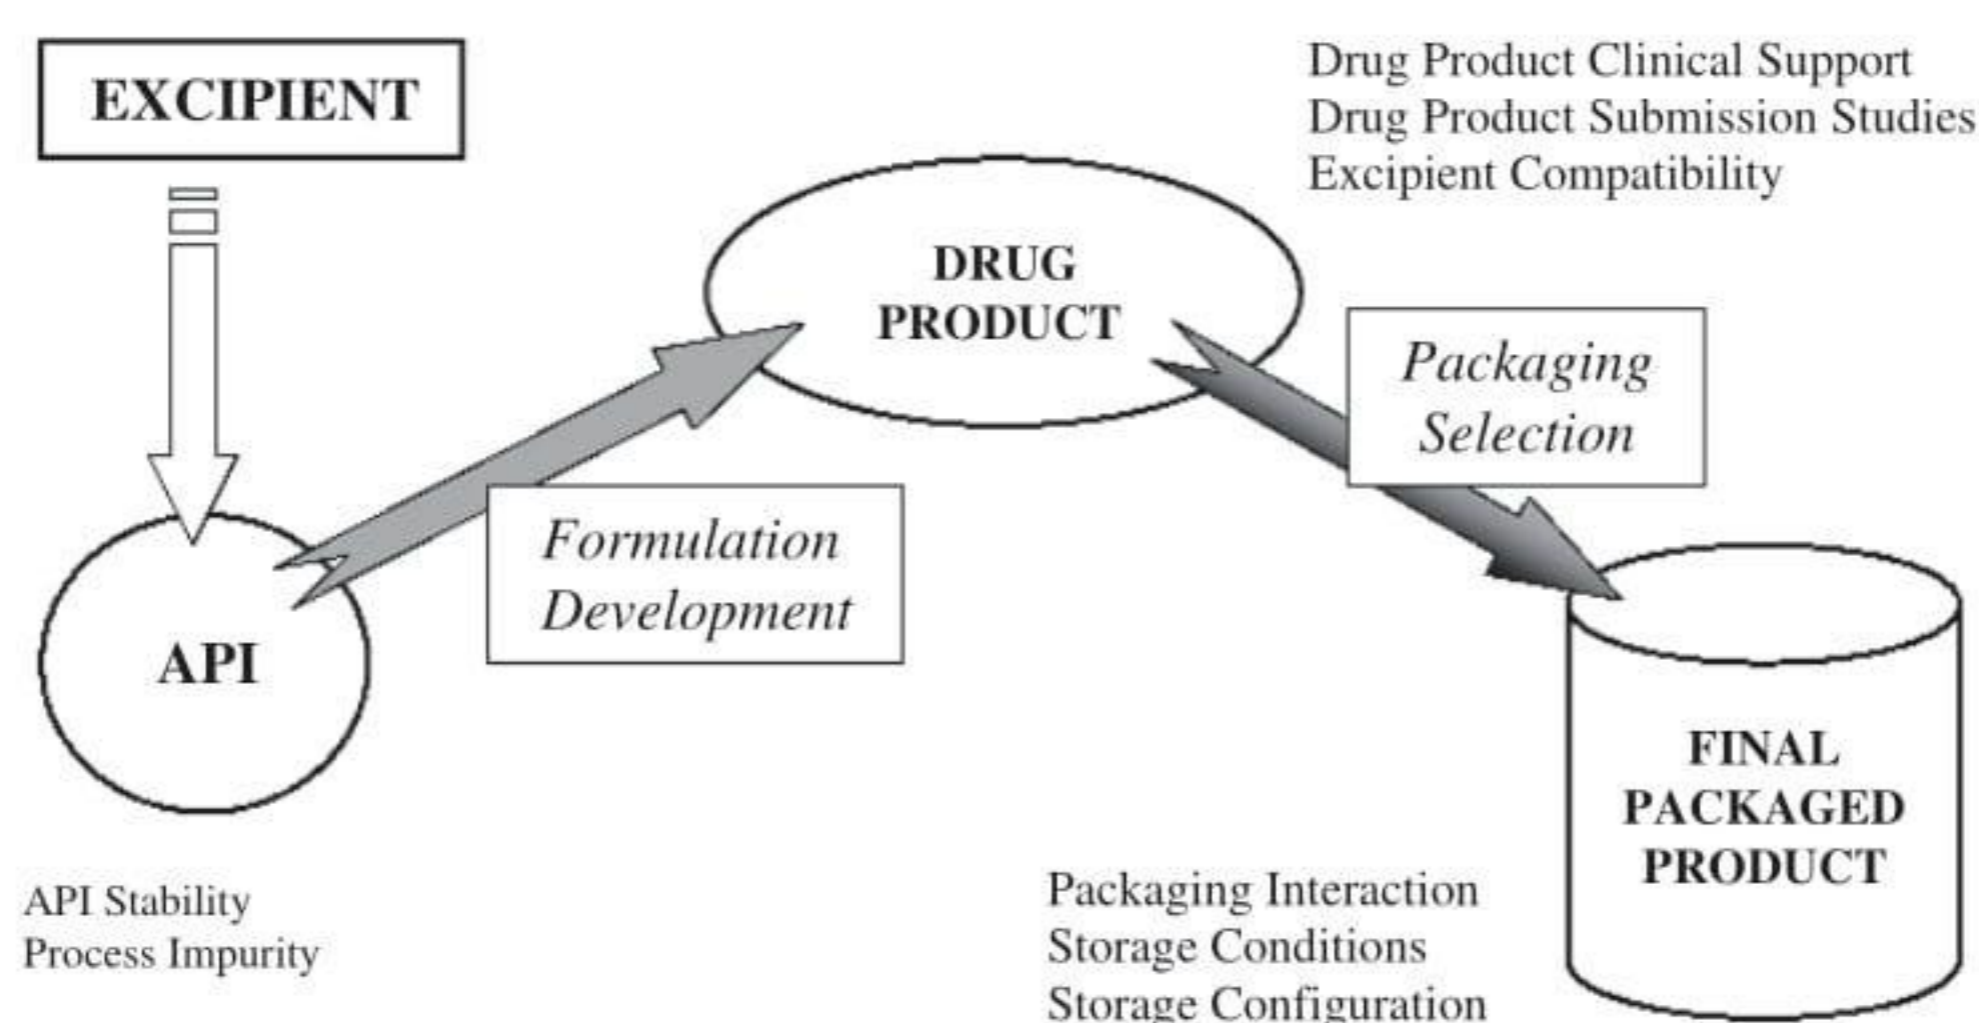 EXCIPIENT
Drug Product Clinical Support
Drug Product Submission Studies
Excipient Compatibility
DRUG
PRODUCT
Packaging
Selection
Formulation
Development
API
FINAL
PACKAGED
PRODUCT
API Stability
Process Impurity
Packaging Interaction
Storage Conditions
Storage Configuration